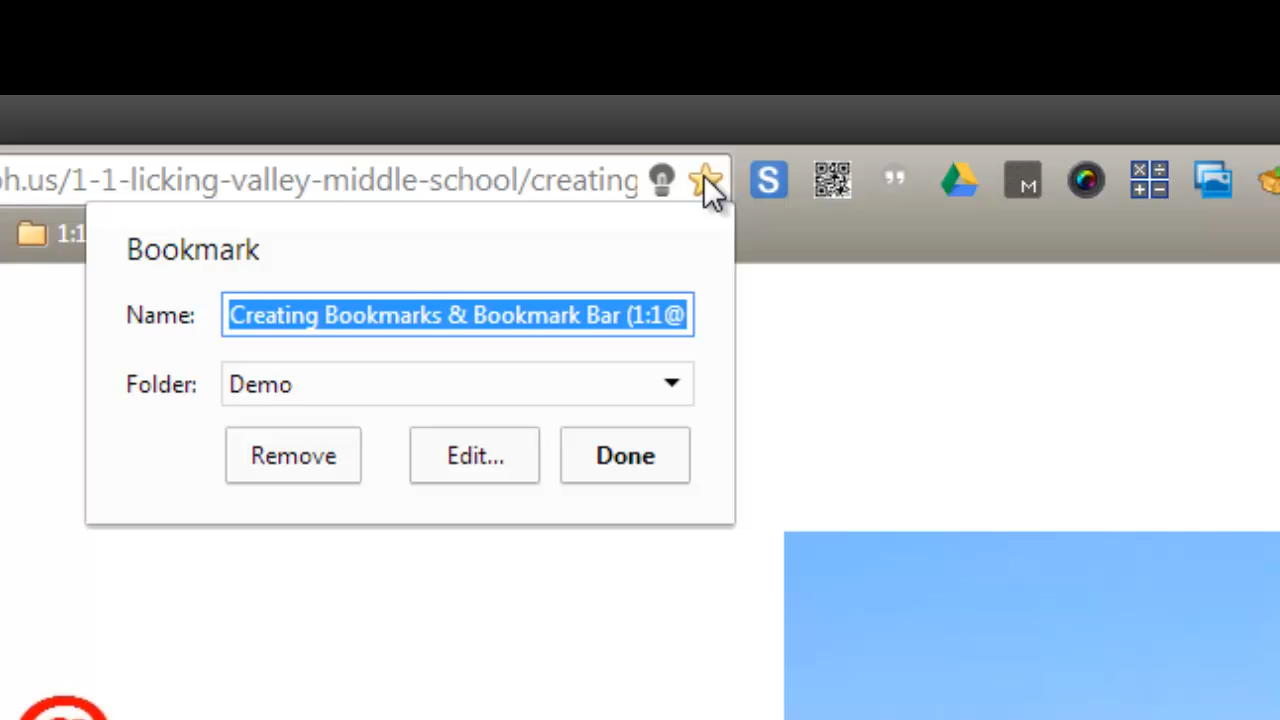 ph.us/1-1-licking-valley-middle-school/creating
S
M
1:1
Bookmark
Name: Creating Bookmarks & Bookmark Bar (1:1@
Folder: Demo
Remove Edit... Done